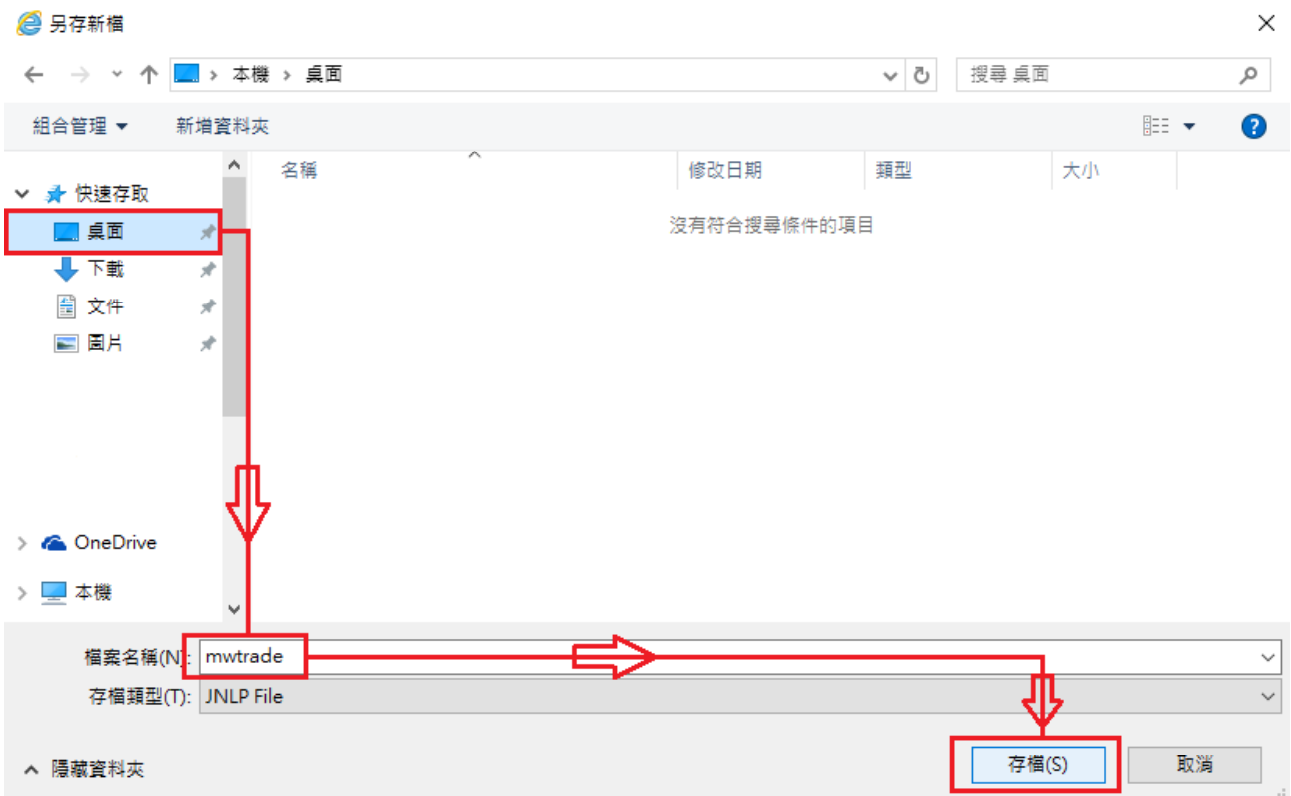 另存新檔
本機 > 桌面
搜尋 桌面
組合管理
新增資料夾
名稱 修改日期 類型 大小
快速存取
沒有符合搜尋條件的項目
桌面
下載
文件
圖片
OneDrive
本機
檔案名稱(N): mwtrade
存檔類型(T): JNLP File
隱藏資料夾
存檔(S)
取消